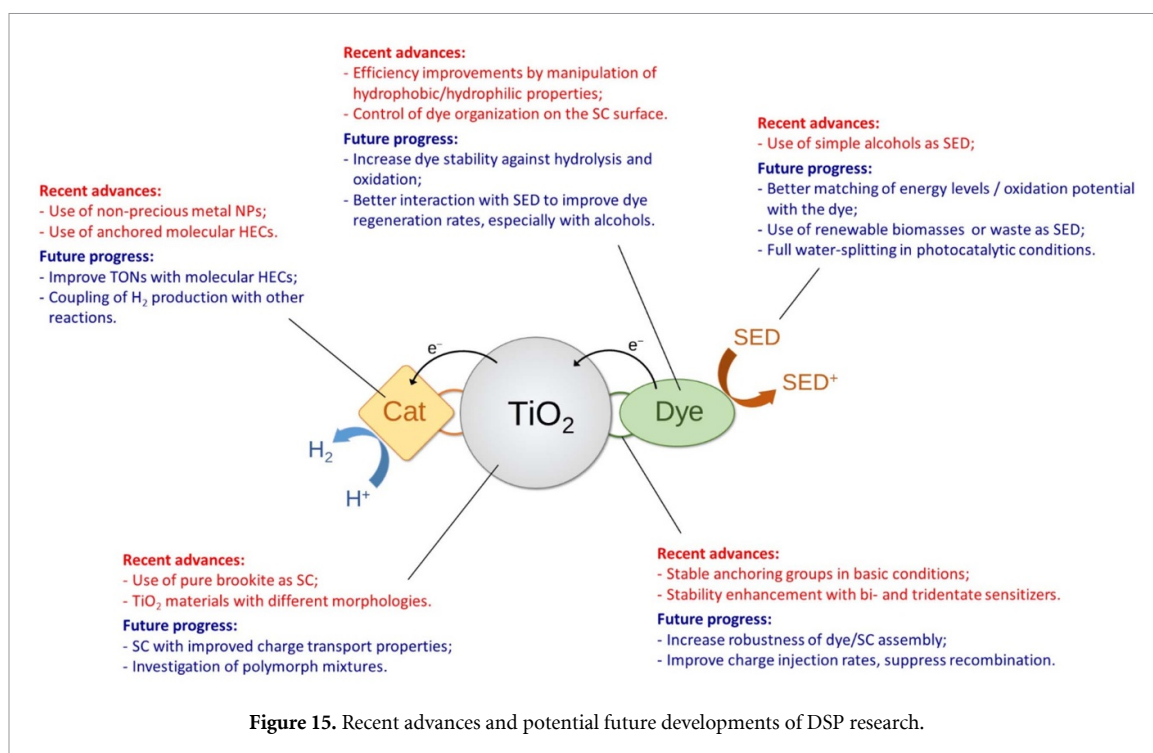 Recent advances:
- Efficiency improvements by manipulation of
hydrophobic/hydrophilic properties;
- Control of dye organization on the SC surface.
Future progress:
- Increase dye stability against hydrolysis and
oxidation;
- Better interaction with SED to improve dye
regeneration rates, especially with alcohols.
Recent advances:
- Use of simple alcohols as SED;
Future progress:
- Better matching of energy levels / oxidation potential
with the dye;
- Use of renewable biomasses or waste as SED;
- Full water-splitting in photocatalytic conditions.
Recent advances:
- Use of non-precious metal NPs;
- Use of anchored molecular HECs.
Future progress:
- Improve TONs with molecular HECs;
- Coupling of H₂ production with other
reactions.
e⁻
e⁻
SED
SED⁺
Cat
TiO₂
Dye
H₂
H⁺
Recent advances:
- Use of pure brookite as SC;
- TiO₂ materials with different morphologies.
Future progress:
- SC with improved charge transport properties;
- Investigation of polymorph mixtures.
Recent advances:
- Stable anchoring groups in basic conditions;
- Stability enhancement with bi- and tridentate sensitizers.
Future progress:
- Increase robustness of dye/SC assembly;
- Improve charge injection rates, suppress recombination.
Figure 15. Recent advances and potential future developments of DSP research.